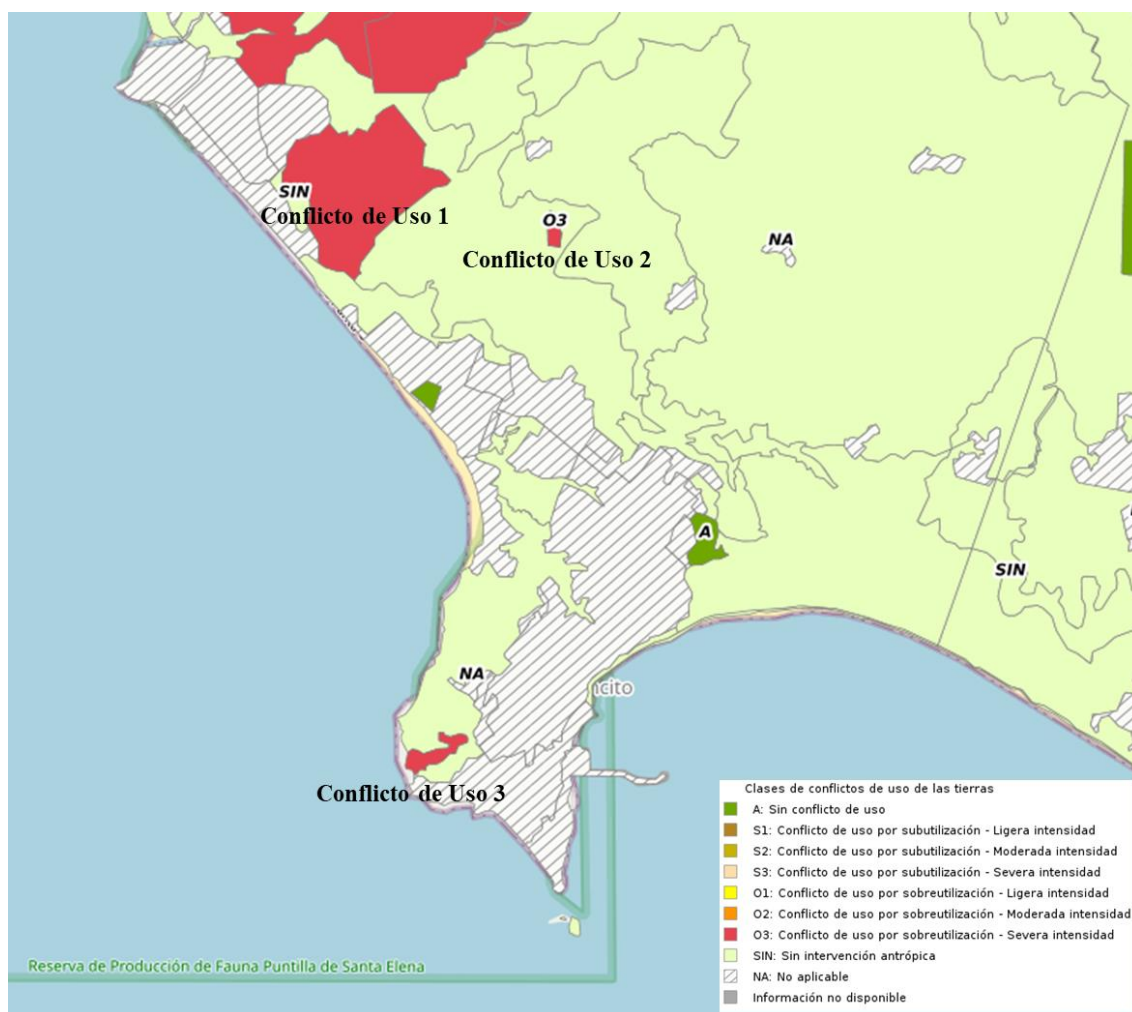 SIN
Conflicto de Uso 1
O3
Conflicto de Uso 2
NA
A
SIN
NA
Conflicto de Uso 3
Clases de conflictos de uso de las tierras
A: Sin conflicto de uso
S1: Conflicto de uso por subutilización - Ligera intensidad
S2: Conflicto de uso por subutilización - Moderada intensidad
S3: Conflicto de uso por subutilización - Severa intensidad
O1: Conflicto de uso por sobreutilización - Ligera intensidad
O2: Conflicto de uso por sobreutilización - Moderada intensidad
O3: Conflicto de uso por sobreutilización - Severa intensidad
SIN: Sin intervención antrópica
NA: No aplicable
Información no disponible
Reserva de Producción de Fauna Puntilla de Santa Elena